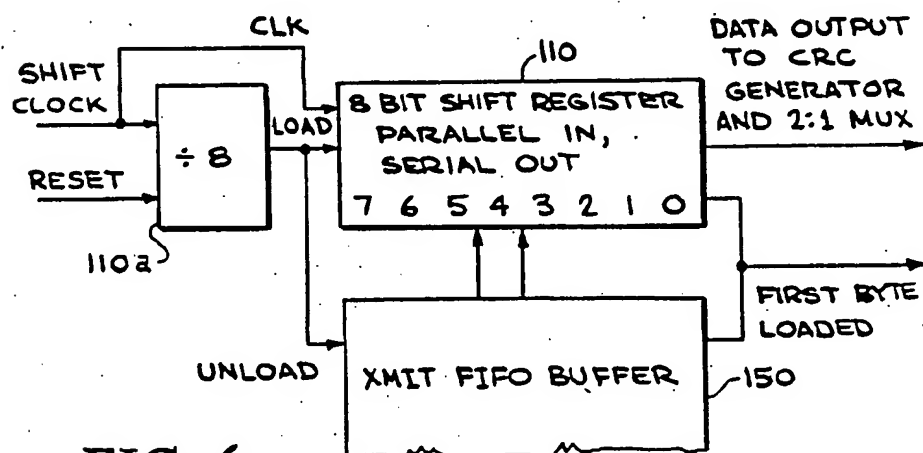 CLK
SHIFT
CLOCK
RESET
÷ 8
110a
LOAD
110
8 BIT SHIFT REGISTER
PARALLEL IN,
SERIAL OUT
7 6 5 4 3 2 1 0
DATA OUTPUT
TO CRC
GENERATOR
AND 2:1 MUX
FIRST BYTE
LOADED
UNLOAD
XMIT FIFO BUFFER
150